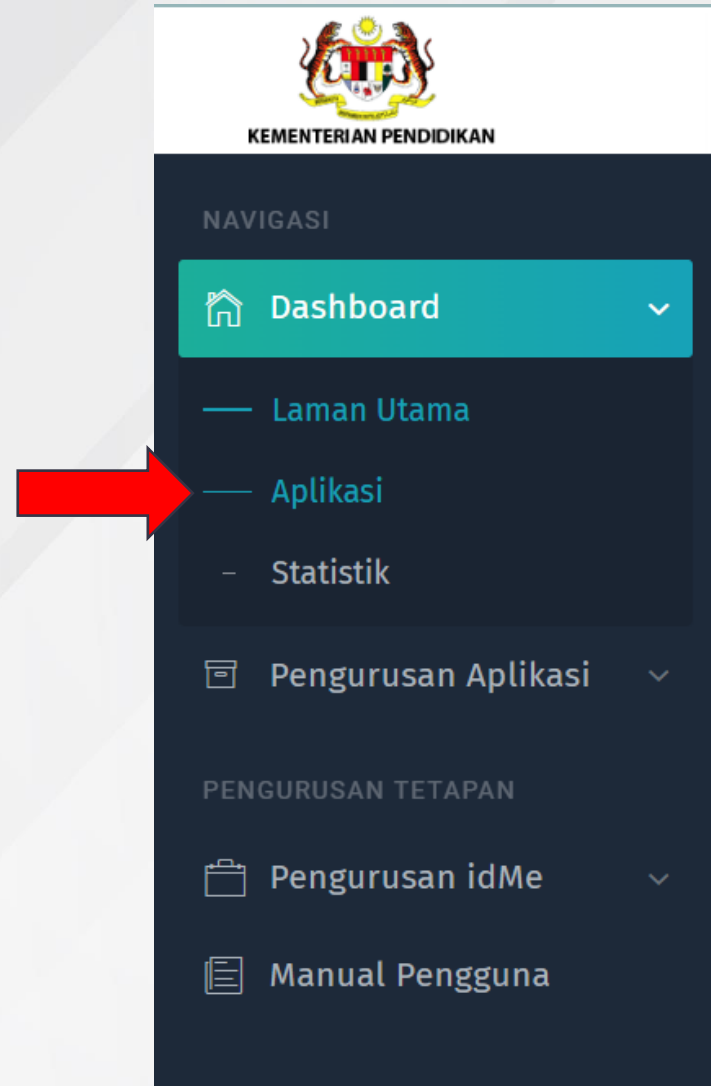 KEMENTERIAN PENDIDIKAN
NAVIGASI
Dashboard
Laman Utama
Aplikasi
Statistik
Pengurusan Aplikasi
PENGURUSAN TETAPAN
Pengurusan idMe
Manual Pengguna